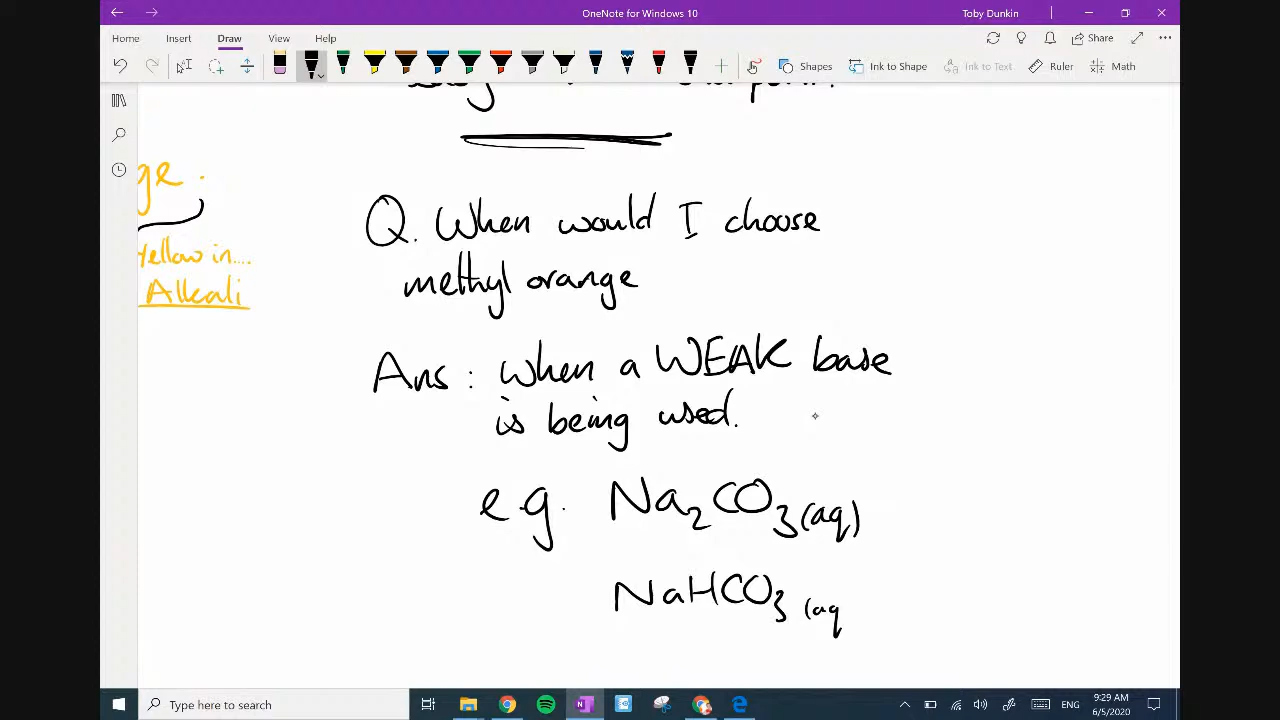 OneNote for Windows 10
Toby Dunkin
Home Insert Draw View Help
Share
Shapes
Ink to Shape
Ink to Text
Ruler
Math
ge.
Yellow in....
Alkali
Q. When would I choose
methyl orange
Ans: when a WEAK base
is being used.
e.g. Na₂CO₃(aq)
NaHCO₃(aq
Type here to search
ENG
9:29 AM
6/5/2020